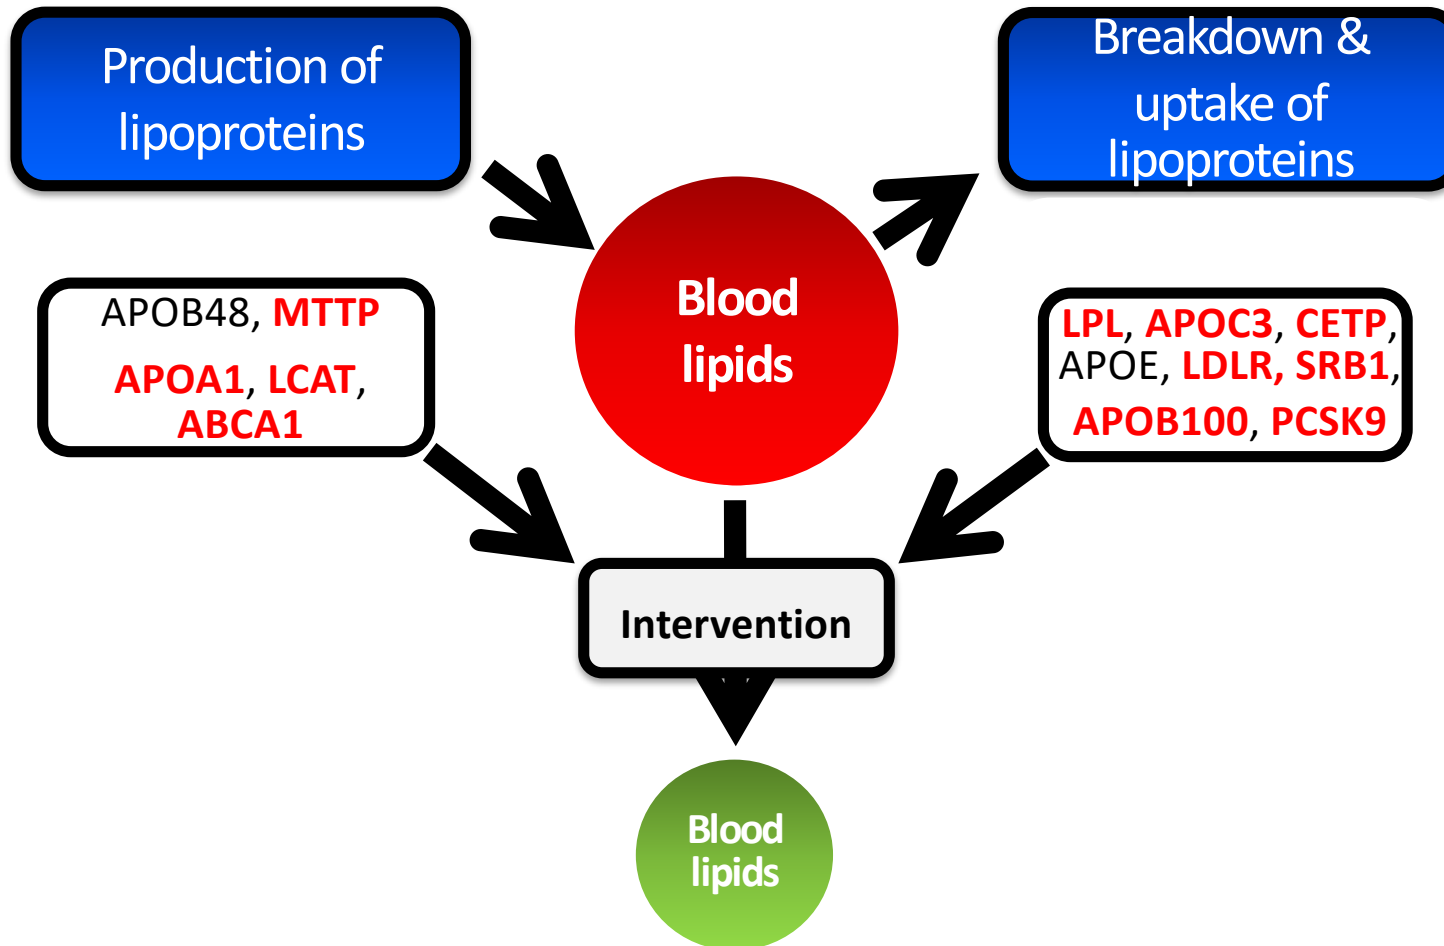 Production of
lipoproteins
Breakdown &
uptake of
lipoproteins
Blood
lipids
APOB48, MTTP
APOA1, LCAT,
ABCA1
LPL, APOC3, CETP,
APOE, LDLR, SRB1,
APOB100, PCSK9
Intervention
Blood
lipids